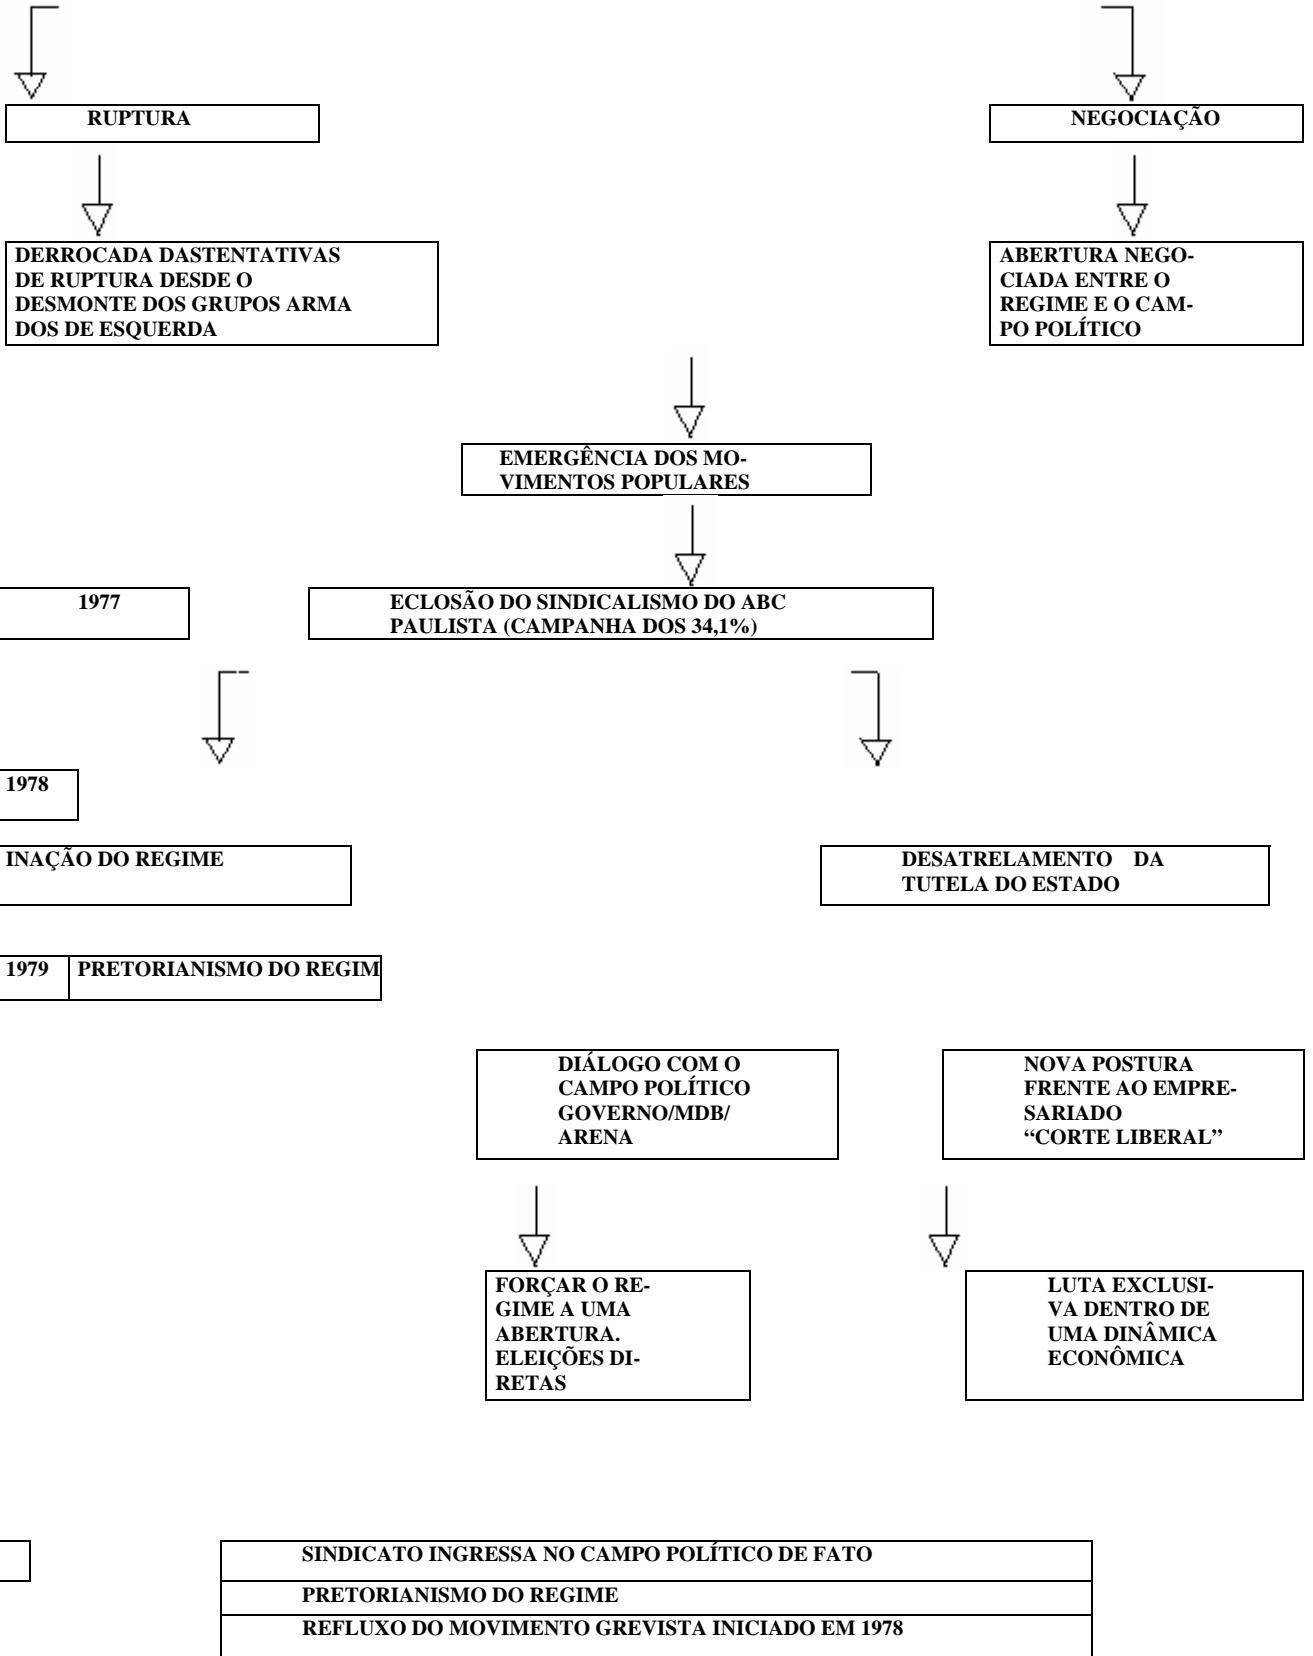 RUPTURA
NEGOCIAÇÃO
DERROCADA DASTENTATIVAS
DE RUPTURA DESDE O
DESMONTE DOS GRUPOS ARMA
DOS DE ESQUERDA
ABERTURA NEGO-
CIADA ENTRE O
REGIME E O CAM-
PO POLÍTICO
EMERGÊNCIA DOS MO-
VIMENTOS POPULARES
1977
ECLOSÃO DO SINDICALISMO DO ABC
PAULISTA (CAMPANHA DOS 34,1%)
1978
INAÇÃO DO REGIME
DESATRELAMENTO DA
TUTELA DO ESTADO
1979
PRETORIANISMO DO REGIM
DIÁLOGO COM O
CAMPO POLÍTICO
GOVERNO/MDB/
ARENA
NOVA POSTURA
FRENTE AO EMPRE-
SARIADO
“CORTE LIBERAL”
FORÇAR O RE-
GIME A UMA
ABERTURA.
ELEIÇÕES DI-
RETAS
LUTA EXCLUSI-
VA DENTRO DE
UMA DINÂMICA
ECONÔMICA
SINDICATO INGRESSA NO CAMPO POLÍTICO DE FATO
PRETORIANISMO DO REGIME
REFLUXO DO MOVIMENTO GREVISTA INICIADO EM 1978